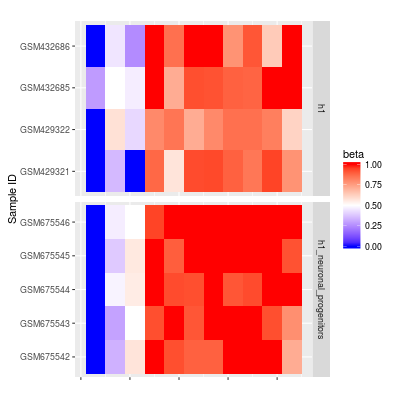 Sample ID
GSM432686
GSM432685
GSM429322
GSM429321
h1
GSM675546
GSM675545
GSM675544
GSM675543
GSM675542
h1_neuronal_progenitors
beta
1.00
0.75
0.50
0.25
0.00